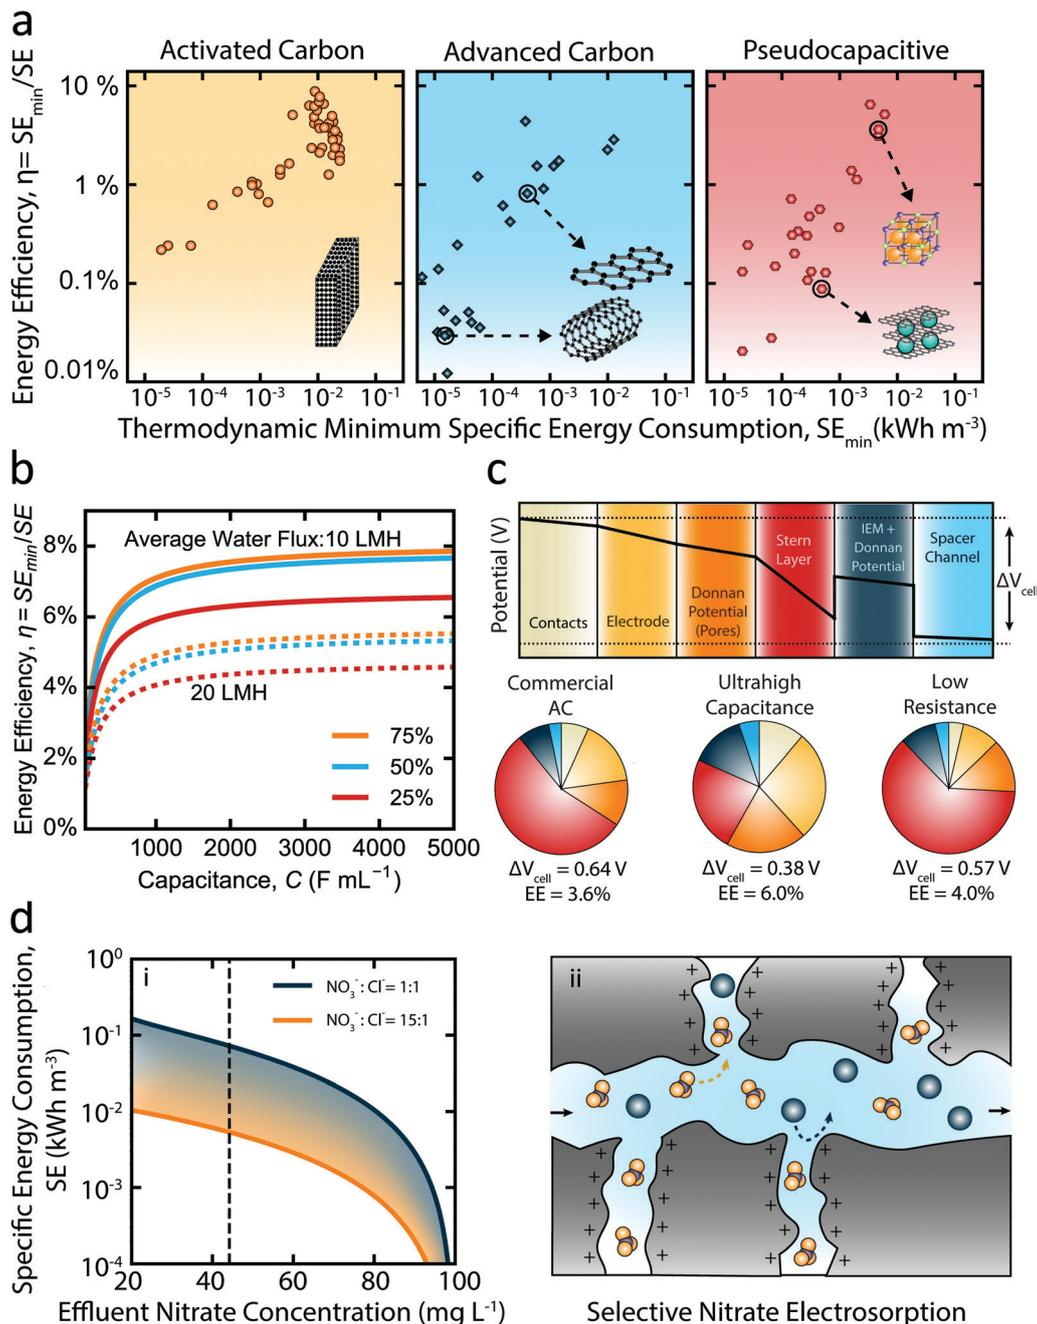 a
Activated Carbon
Advanced Carbon
Pseudocapacitive
Energy Efficiency, η= SEmin/SE
10 %
1 %
0.1%
0.01%
10-5 10-4 10-3 10-2 10-1
10-5 10-4 10-3 10-2 10-1
10-5 10-4 10-3 10-2 10-1
Thermodynamic Minimum Specific Energy Consumption, SEmin(kWh m-3)
b
Energy Efficiency, η = SEmin/SE
8%
6%
4%
2%
0%
Average Water Flux:10 LMH
20 LMH
75%
50%
25%
1000 2000 3000 4000 5000
Capacitance, C (F mL−1)
c
Potential (V)
Contacts
Electrode
Donnan
Potential
(Pores)
Stern
Layer
IEM +
Donnan
Potential
Spacer
Channel
ΔVcell
Commercial
AC
ΔVcell = 0.64 V
EE = 3.6%
Ultrahigh
Capacitance
ΔVcell = 0.38 V
EE = 6.0%
Low
Resistance
ΔVcell = 0.57 V
EE = 4.0%
d
Specific Energy Consumption,
SE (kWh m-3)
100
10-1
10-2
10-3
10-4
i
NO3-: Cl-= 1:1
NO3-: Cl-= 15:1
20 40 60 80 100
Effluent Nitrate Concentration (mg L-1)
ii
Selective Nitrate Electrosorption